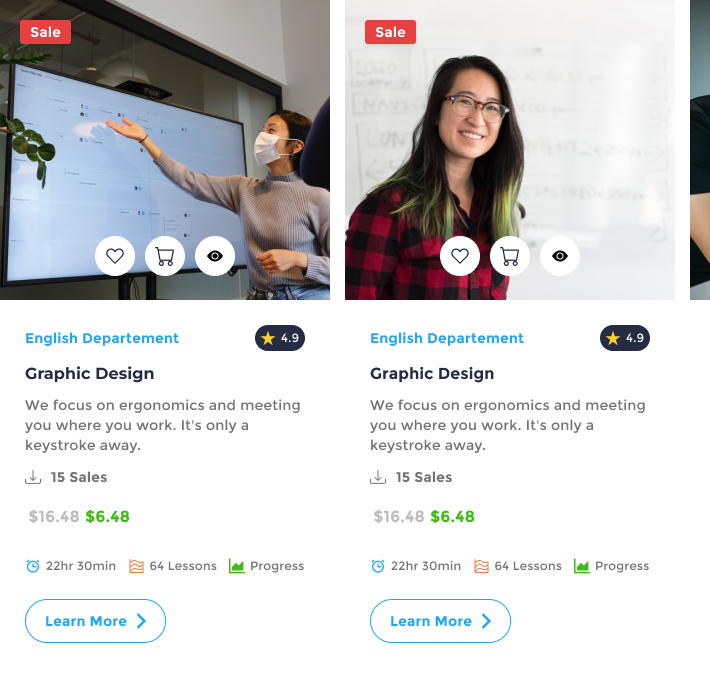 Sale
English Departement
4.9
Graphic Design
We focus on ergonomics and meeting
you where you work. It's only a
keystroke away.
15 Sales
$16.48 $6.48
22hr 30min
64 Lessons
Progress
Learn More
Sale
English Departement
4.9
Graphic Design
We focus on ergonomics and meeting
you where you work. It's only a
keystroke away.
15 Sales
$16.48 $6.48
22hr 30min
64 Lessons
Progress
Learn More